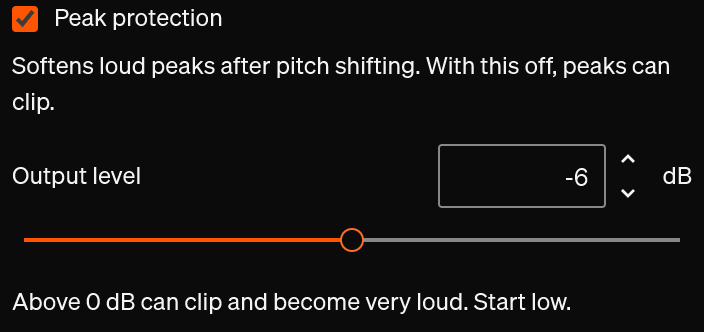 Peak protection
Softens loud peaks after pitch shifting. With this off, peaks can
clip.
Output level -6 dB
Above 0 dB can clip and become very loud. Start low.